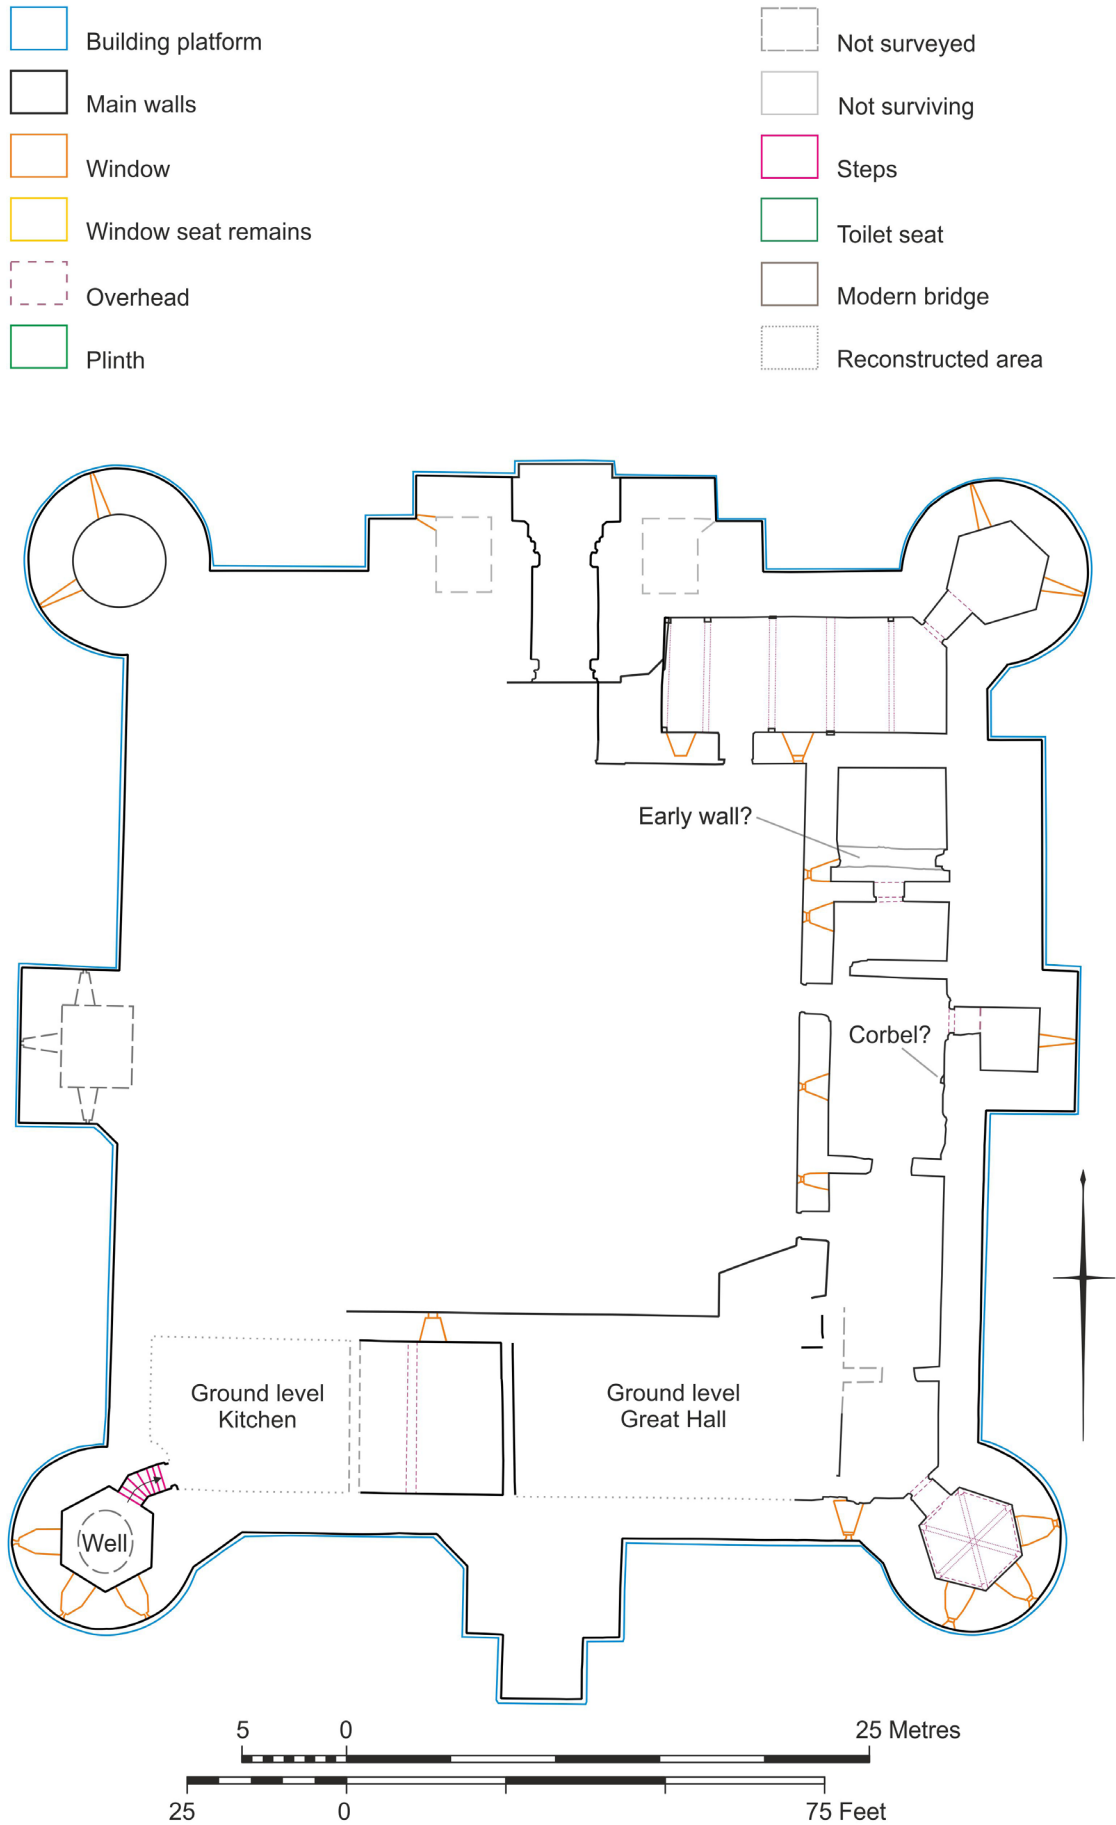 Building platform
Main walls
Window
Window seat remains
Overhead
Plinth
Not surveyed
Not surviving
Steps
Toilet seat
Modern bridge
Reconstructed area
Early wall?
Corbel?
Ground level
Kitchen
Ground level
Great Hall
Well
5 0 25 Metres
25 0 75 Feet